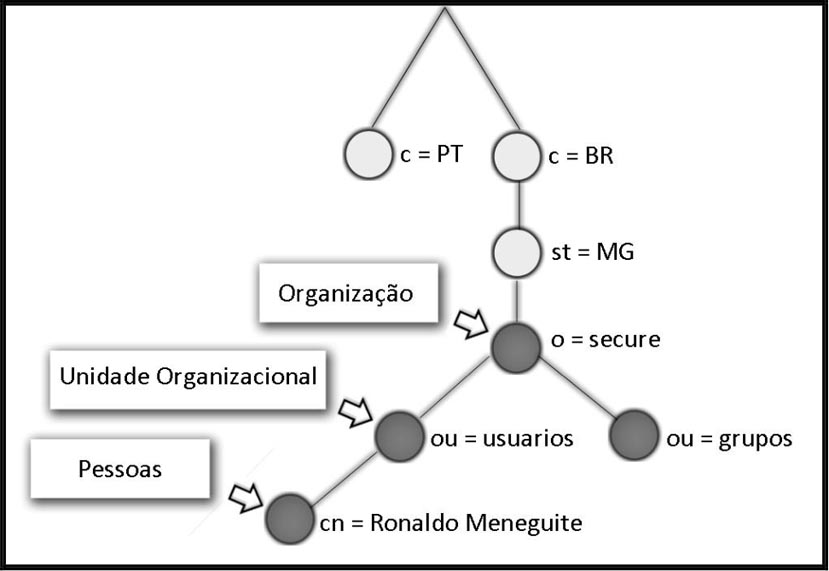 c = PT
c = BR
st = MG
Organização
o = secure
Unidade Organizacional
ou = usuarios
ou = grupos
Pessoas
cn = Ronaldo Meneguite